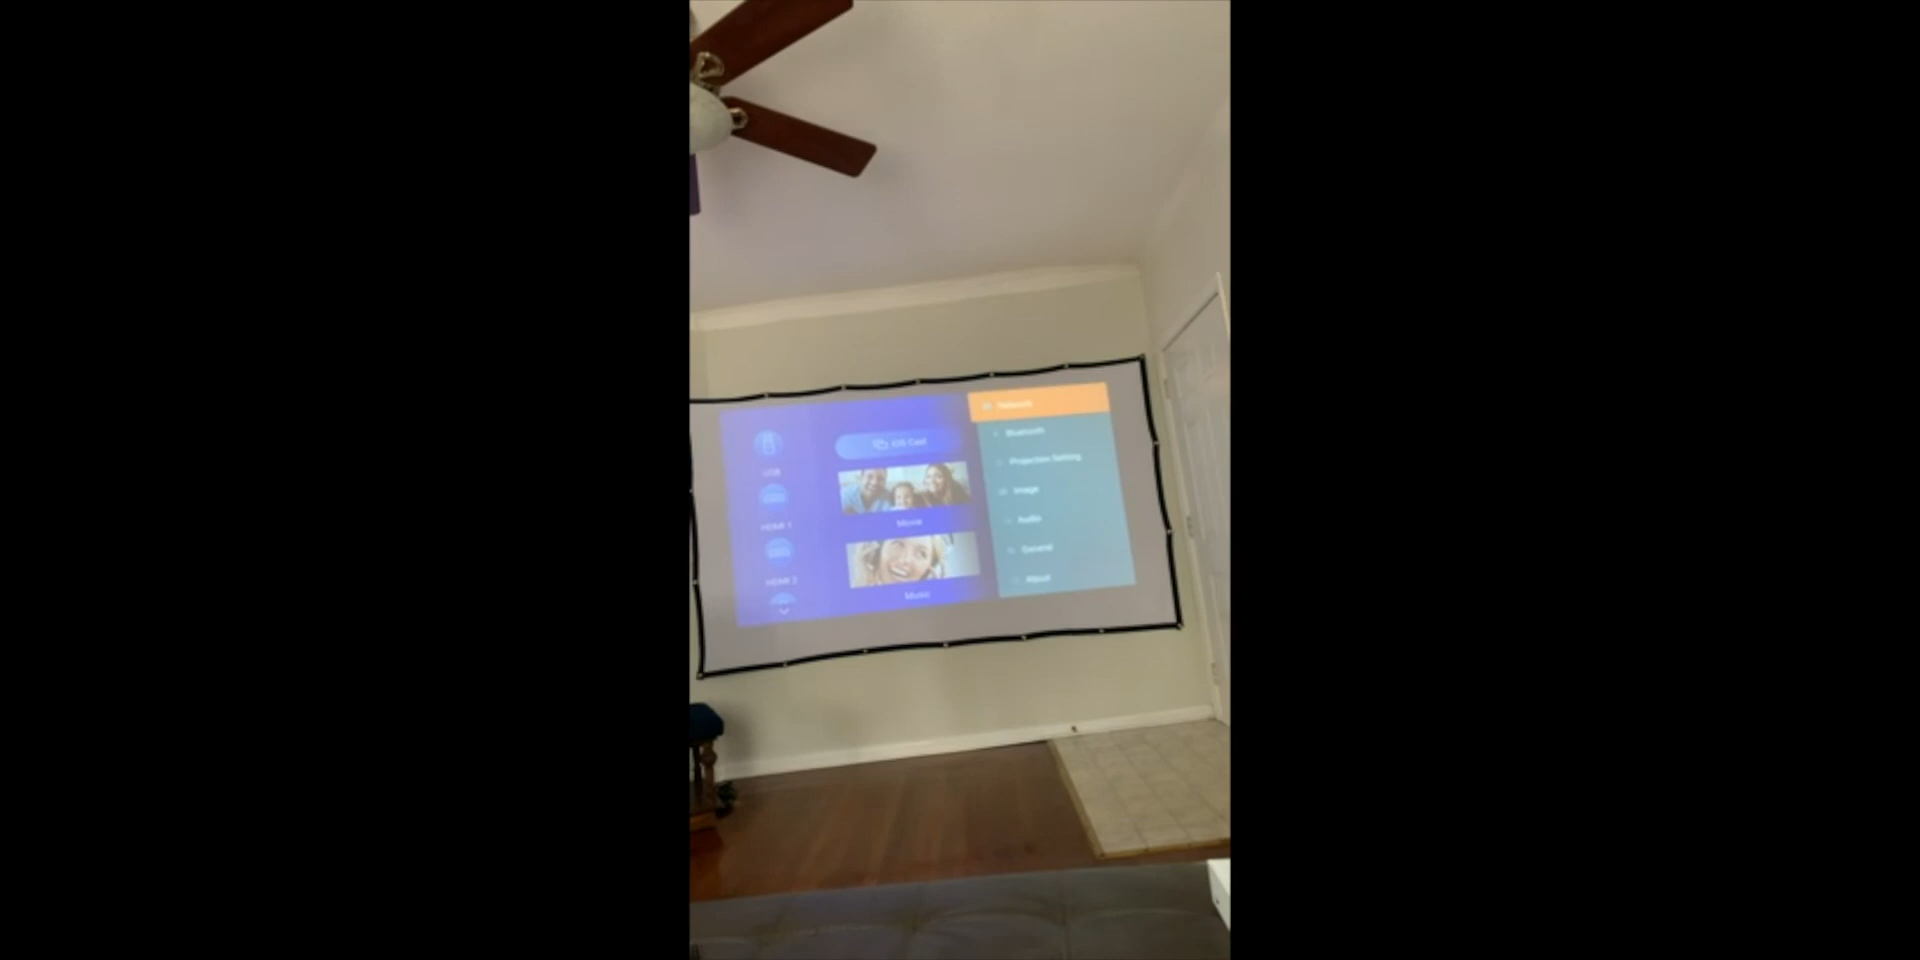 USB
HDMI 1
HDMI 2
iOS Cast
Movie
Music
Network
Bluetooth
Projection Setting
Image
Audio
General
About